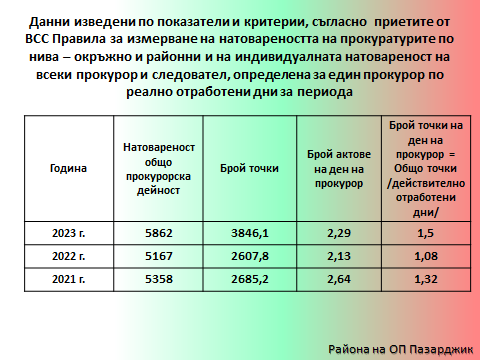 Данни изведени по показатели и критерии, съгласно приетите от
ВСС Правила за измерване на натовареността на прокуратурите по
нива – окръжно и районни и на индивидуалната натовареност на
всеки прокурор и следовател, определена за един прокурор по
реално отработени дни за периода
Година
Натовареност
общо
прокурорска
дейност
Брой точки
Брой актове
на ден на
прокурор
Брой точки на
ден на
прокурор =
Общо точки
/действително
отработени
дни/
2023 г. 5862 3846,1 2,29 1,5
2022 г. 5167 2607,8 2,13 1,08
2021 г. 5358 2685,2 2,64 1,32
Района на ОП Пазарджик